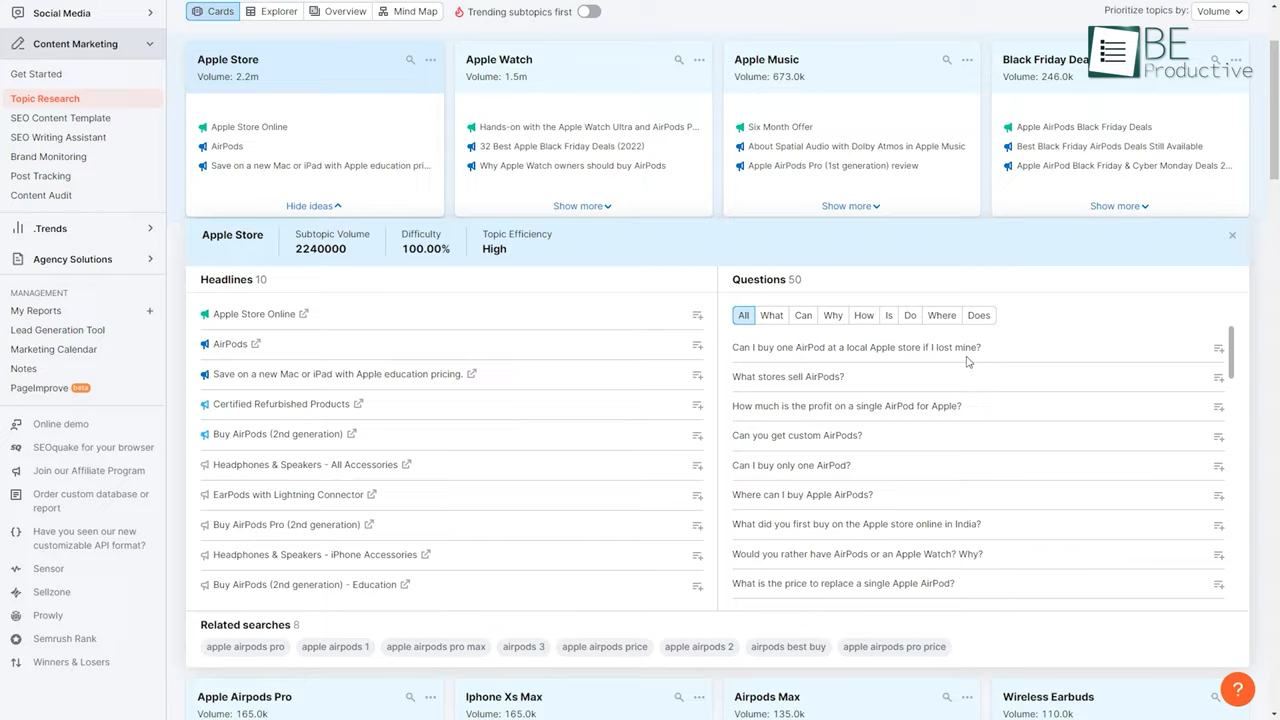 Social Media
Content Marketing
Get Started
Topic Research
SEO Content Template
SEO Writing Assistant
Brand Monitoring
Post Tracking
Content Audit
.Trends
Agency Solutions
MANAGEMENT
My Reports
Lead Generation Tool
Marketing Calendar
Notes
PageImprove beta
Online demo
SEOquake for your browser
Join our Affiliate Program
Order custom database or
report
Have you seen our new
customizable API format?
Sensor
Sellzone
Prowly
Semrush Rank
Winners & Losers
Cards Explorer Overview Mind Map Trending subtopics first
Prioritize topics by: Volume
BE
Productive
Apple Store
Volume: 2.2m
Apple Store Online
AirPods
Save on a new Mac or iPad with Apple education pri...
Hide ideas
Apple Watch
Volume: 1.5m
Hands-on with the Apple Watch Ultra and AirPods P...
32 Best Apple Black Friday Deals (2022)
Why Apple Watch owners should buy AirPods
Show more
Apple Music
Volume: 673.0k
Six Month Offer
About Spatial Audio with Dolby Atmos in Apple Music
Apple AirPods Pro (1st generation) review
Show more
Black Friday Dea
Volume: 246.0k
Apple AirPods Black Friday Deals
Best Black Friday AirPods Deals Still Available
Apple AirPod Black Friday & Cyber Monday Deals 2...
Show more
Apple Store
Subtopic Volume
2240000
Difficulty
100.00%
Topic Efficiency
High
Headlines 10
Apple Store Online
AirPods
Save on a new Mac or iPad with Apple education pricing.
Certified Refurbished Products
Buy AirPods (2nd generation)
Headphones & Speakers - All Accessories
EarPods with Lightning Connector
Buy AirPods Pro (2nd generation)
Headphones & Speakers - iPhone Accessories
Buy AirPods (2nd generation) - Education
Questions 50
All What Can Why How Is Do Where Does
Can I buy one AirPod at a local Apple store if I lost mine?
What stores sell AirPods?
How much is the profit on a single AirPod for Apple?
Can you get custom AirPods?
Can I buy only one AirPod?
Where can I buy Apple AirPods?
What did you first buy on the Apple store online in India?
Would you rather have AirPods or an Apple Watch? Why?
What is the price to replace a single Apple AirPod?
Related searches 8
apple airpods pro apple airpods 1 apple airpods pro max airpods 3 apple airpods price apple airpods 2 airpods best buy apple airpods pro price
Apple Airpods Pro
Volume: 165.0k
Iphone Xs Max
Volume: 165.0k
Airpods Max
Volume: 135.0k
Wireless Earbuds
Volume: 110.0k
?